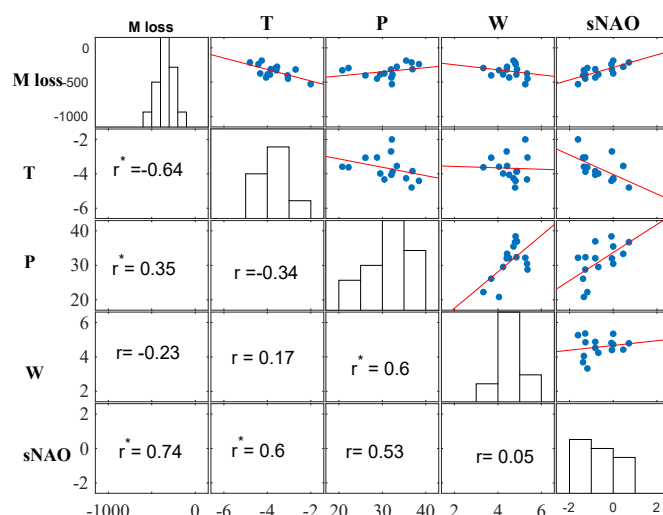 M loss T P W sNAO
M loss 0 -500 -1000
T r* =-0.64 -2 -4 -6
P r* = 0.35 r =-0.34 40 30 20
W r= -0.23 r = 0.17 r* = 0.6 6 4 2
sNAO r* = 0.74 r* = 0.6 r= 0.53 r= 0.05 2 0 -2
-1000 0 -6 -4 -2 20 30 40 2 4 6 -2 0 2